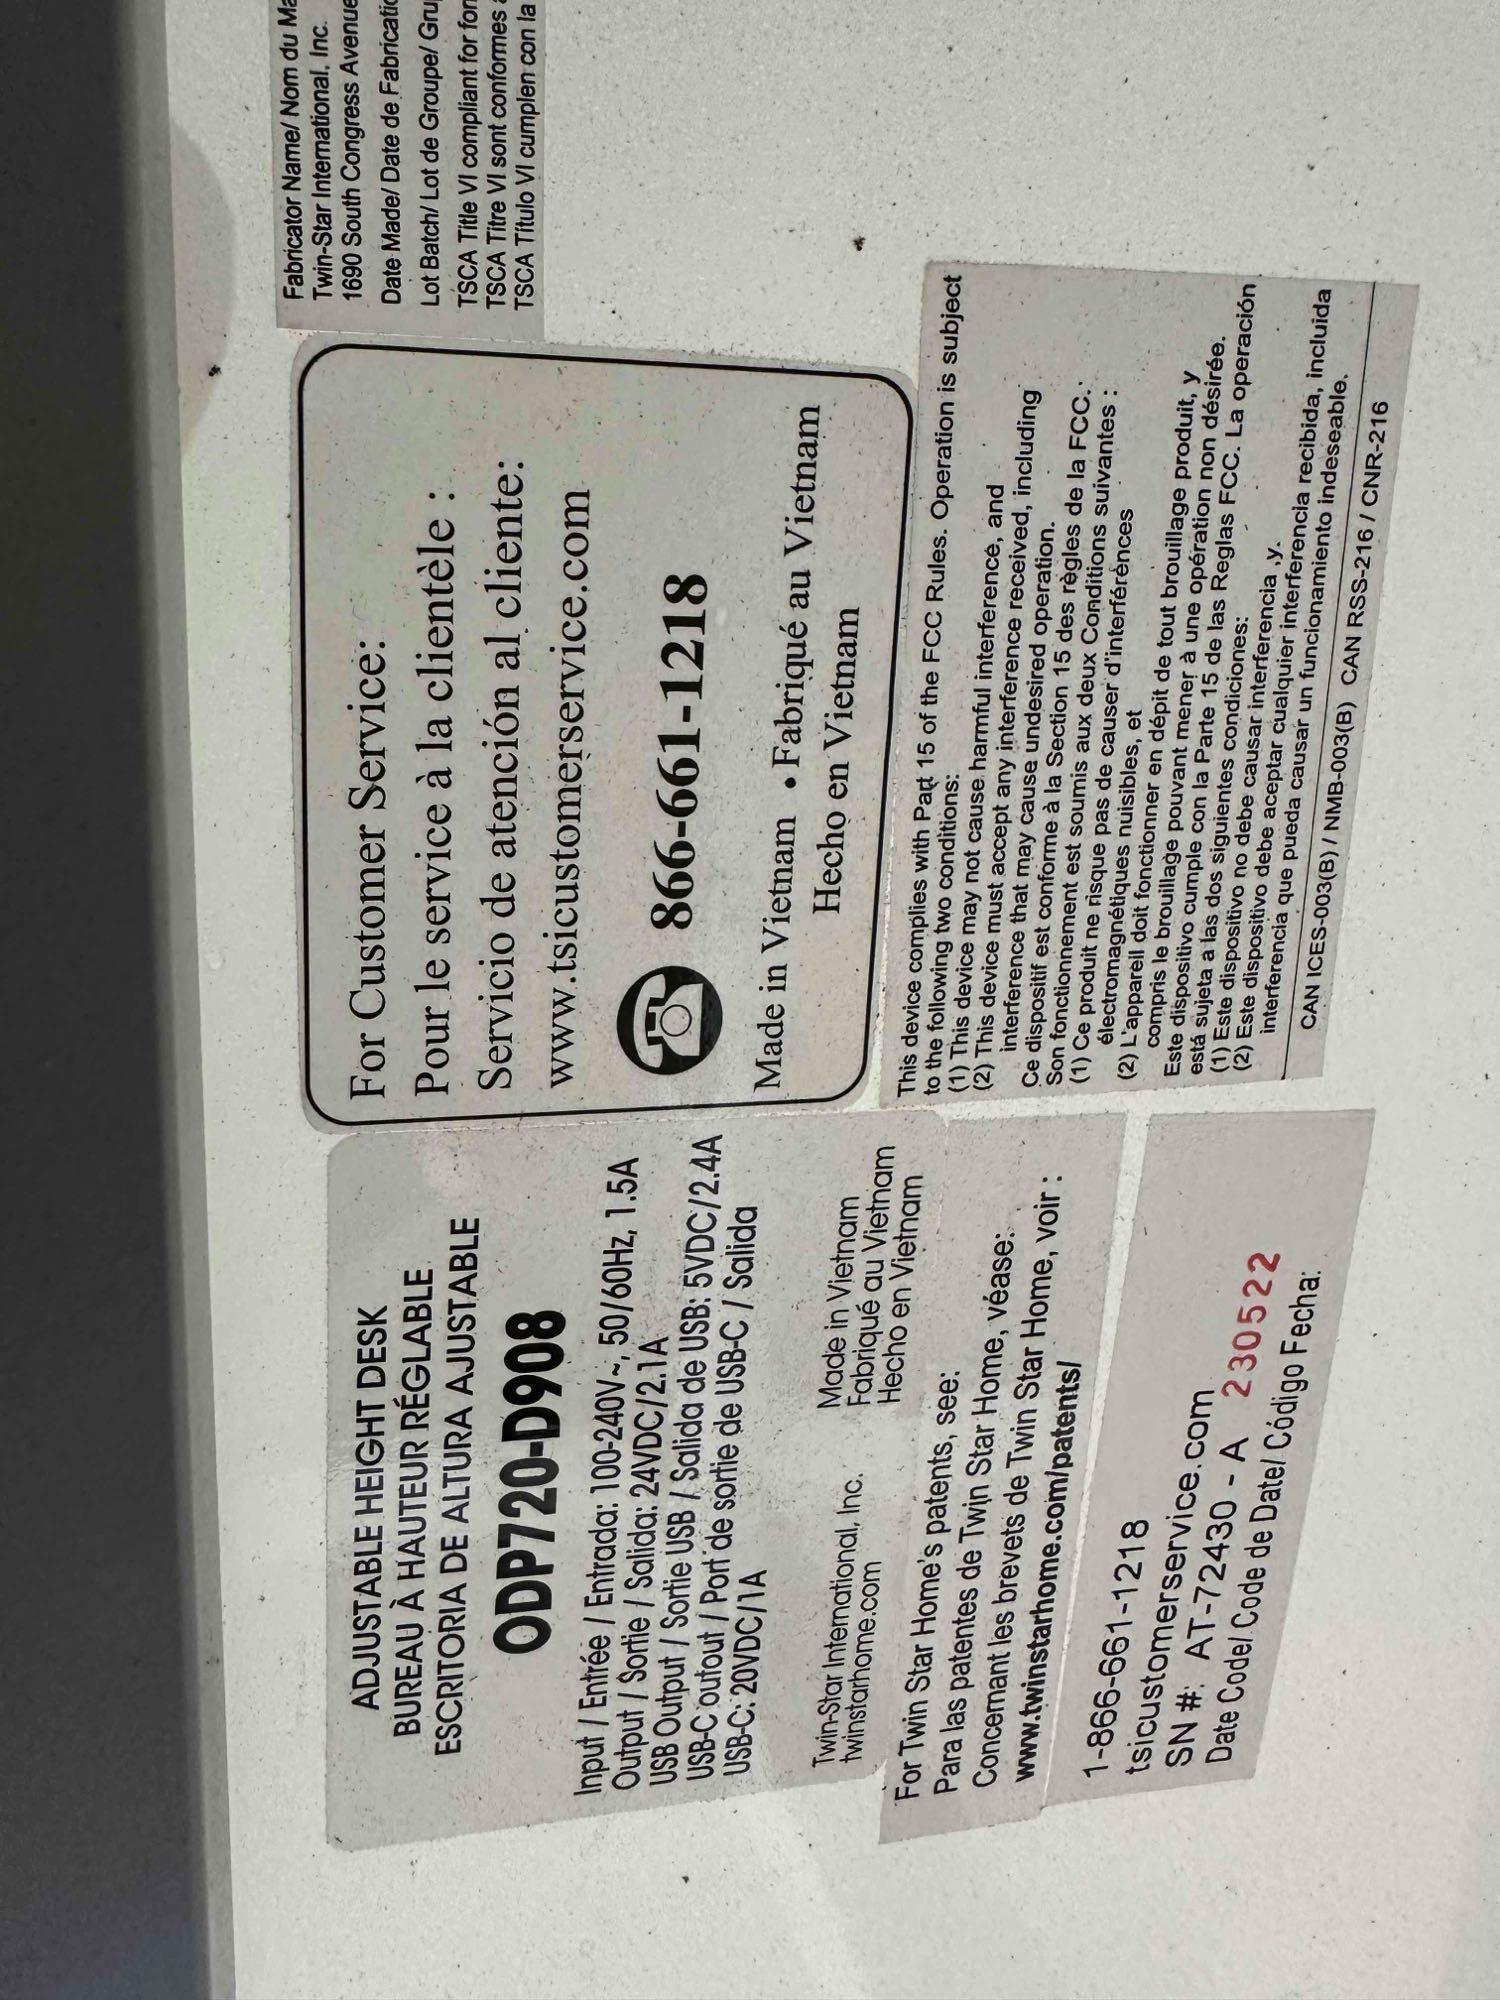 ADJUSTABLE HEIGHT DESK
BUREAU À HAUTEUR RÉGLABLE
ESCRITORIA DE ALTURA AJUSTABLE
ODP720-D908
Input / Entrée / Entrada: 100-240V~, 50/60Hz, 1.5A
Output / Sortie / Salida: 24VDC/2.1A
USB Output / Sortie USB / Salida de USB: 5VDC/2.4A
USB-C outout / Port de sortie de USB-C / Salida
USB-C: 20VDC/1A
Twin-Star International, Inc.
twinstarhome.com
Made in Vietnam
Fabriqué au Vietnam
Hecho en Vietnam
For Twin Star Home's patents, see:
Para las patentes de Twin Star Home, véase:
Concernant les brevets de Twin Star Home, voir :
www.twinstarhome.com/patents/
1-866-661-1218
tsicustomerservice.com
SN #: AT-72430 - A 230522
Date Code/ Code de Date/ Código Fecha:
For Customer Service:
Pour le service à la clientèle :
Servicio de atención al cliente:
www.tsicustomerservice.com
866-661-1218
Made in Vietnam • Fabriqué au Vietnam
Hecho en Vietnam
This device complies with Part 15 of the FCC Rules. Operation is subject
to the following two conditions:
(1) This device may not cause harmful interference, and
(2) This device must accept any interference received, including
interference that may cause undesired operation.
Ce dispositif est conforme à la Section 15 des règles de la FCC.
Son fonctionnement est soumis aux deux Conditions suivantes :
(1) Ce produit ne risque pas de causer d'interférences
électromagnétiques nuisibles, et
(2) L'appareil doit fonctionner en dépit de tout brouillage produit, y
compris le brouillage pouvant mener à une opération non désirée.
Este dispositivo cumple con la Parte 15 de las Reglas FCC. La operación
está sujeta a las dos siguientes condiciones:
(1) Este dispositivo no debe causar interferencia ,y.
(2) Este dispositivo debe aceptar cualquier interferencia recibida, incluida
interferencia que pueda causar un funcionamiento indeseable.
CAN ICES-003(B) / NMB-003(B) CAN RSS-216 / CNR-216
Fabricator Name/ Nom du Ma
Twin-Star International, Inc.
1690 South Congress Avenue
Date Made/ Date de Fabricatio
Lot Batch/ Lot de Groupe/ Gru
TSCA Title VI compliant for for
TSCA Titre VI sont conformes a
TSCA Título VI cumplen con la